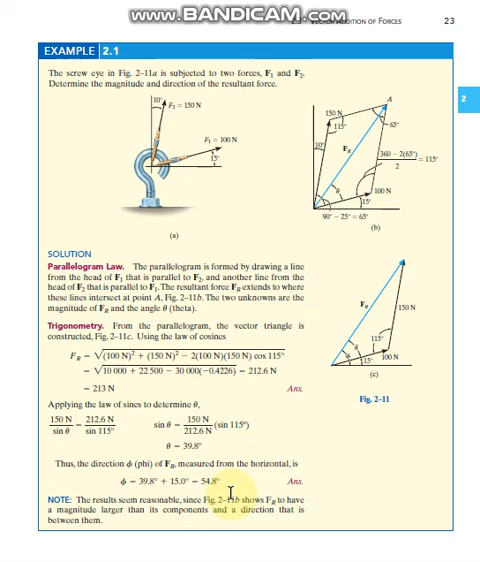 www.BANDICAM.com
2.3 VECTOR ADDITION OF FORCES 23
EXAMPLE 2.1
2
The screw eye in Fig. 2–11a is subjected to two forces, F₁ and F₂.
Determine the magnitude and direction of the resultant force.
10°
F₂ = 150 N
F₁ = 100 N
15°
(a)
A
150 N
115°
65°
10°
F_R
360 − 2(65°)
2
= 115°
θ
100 N
15°
90° − 25° = 65°
(b)
SOLUTION
Parallelogram Law. The parallelogram is formed by drawing a line
from the head of F₁ that is parallel to F₂, and another line from the
head of F₂ that is parallel to F₁. The resultant force F_R extends to where
these lines intersect at point A, Fig. 2–11b. The two unknowns are the
magnitude of F_R and the angle θ (theta).
Trigonometry. From the parallelogram, the vector triangle is
constructed, Fig. 2–11c. Using the law of cosines
F_R = √(100 N)² + (150 N)² − 2(100 N)(150 N) cos 115°
= √10 000 + 22 500 − 30 000(−0.4226) = 212.6 N
= 213 N Ans.
Applying the law of sines to determine θ,
150 N / sin θ = 212.6 N / sin 115° sin θ = 150 N / 212.6 N (sin 115°)
θ = 39.8°
Thus, the direction ϕ (phi) of F_R, measured from the horizontal, is
ϕ = 39.8° + 15.0° = 54.8° Ans.
NOTE: The results seem reasonable, since Fig. 2–11b shows F_R to have
a magnitude larger than its components and a direction that is
between them.
F_R
150 N
115°
θ
ϕ
15°
100 N
(c)
Fig. 2–11